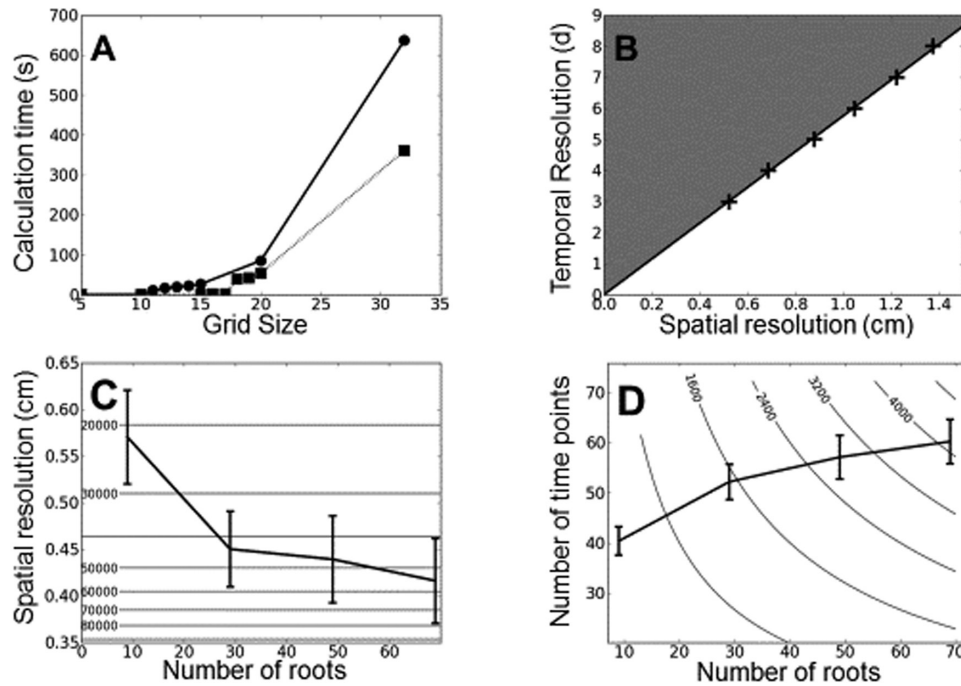 A
Calculation time (s)
700
600
500
400
300
200
100
0
5 10 15 20 25 30 35
Grid Size
B
Temporal Resolution (d)
9
8
7
6
5
4
3
2
1
0
0.0 0.2 0.4 0.6 0.8 1.0 1.2 1.4
Spatial resolution (cm)
C
Spatial resolution (cm)
0.65
0.60
0.55
0.50
0.45
0.40
0.35
20000
30000
50000
60000
70000
80000
0 10 20 30 40 50 60
Number of roots
D
Number of time points
70
60
50
40
30
1600
2400
3200
4000
10 20 30 40 50 60 70
Number of roots